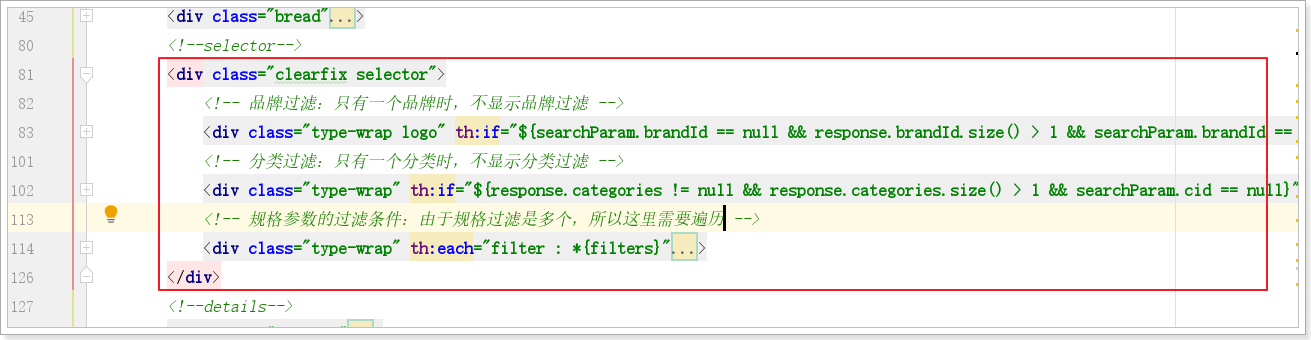 45 <div class="bread"...>
80 <!--selector-->
81 <div class="clearfix selector">
82 <!-- 品牌过滤：只有一个品牌时，不显示品牌过滤 -->
83 <div class="type-wrap logo" th:if="${searchParam.brandId == null && response.brandId.size() > 1 && searchParam.brandId ==
101 <!-- 分类过滤：只有一个分类时，不显示分类过滤 -->
102 <div class="type-wrap" th:if="${response.categories != null && response.categories.size() > 1 && searchParam.cid == null}"
113 <!-- 规格参数的过滤条件：由于规格过滤是多个，所以这里需要遍历 -->
114 <div class="type-wrap" th:each="filter : *{filters}"...>
126 </div>
127 <!--details-->